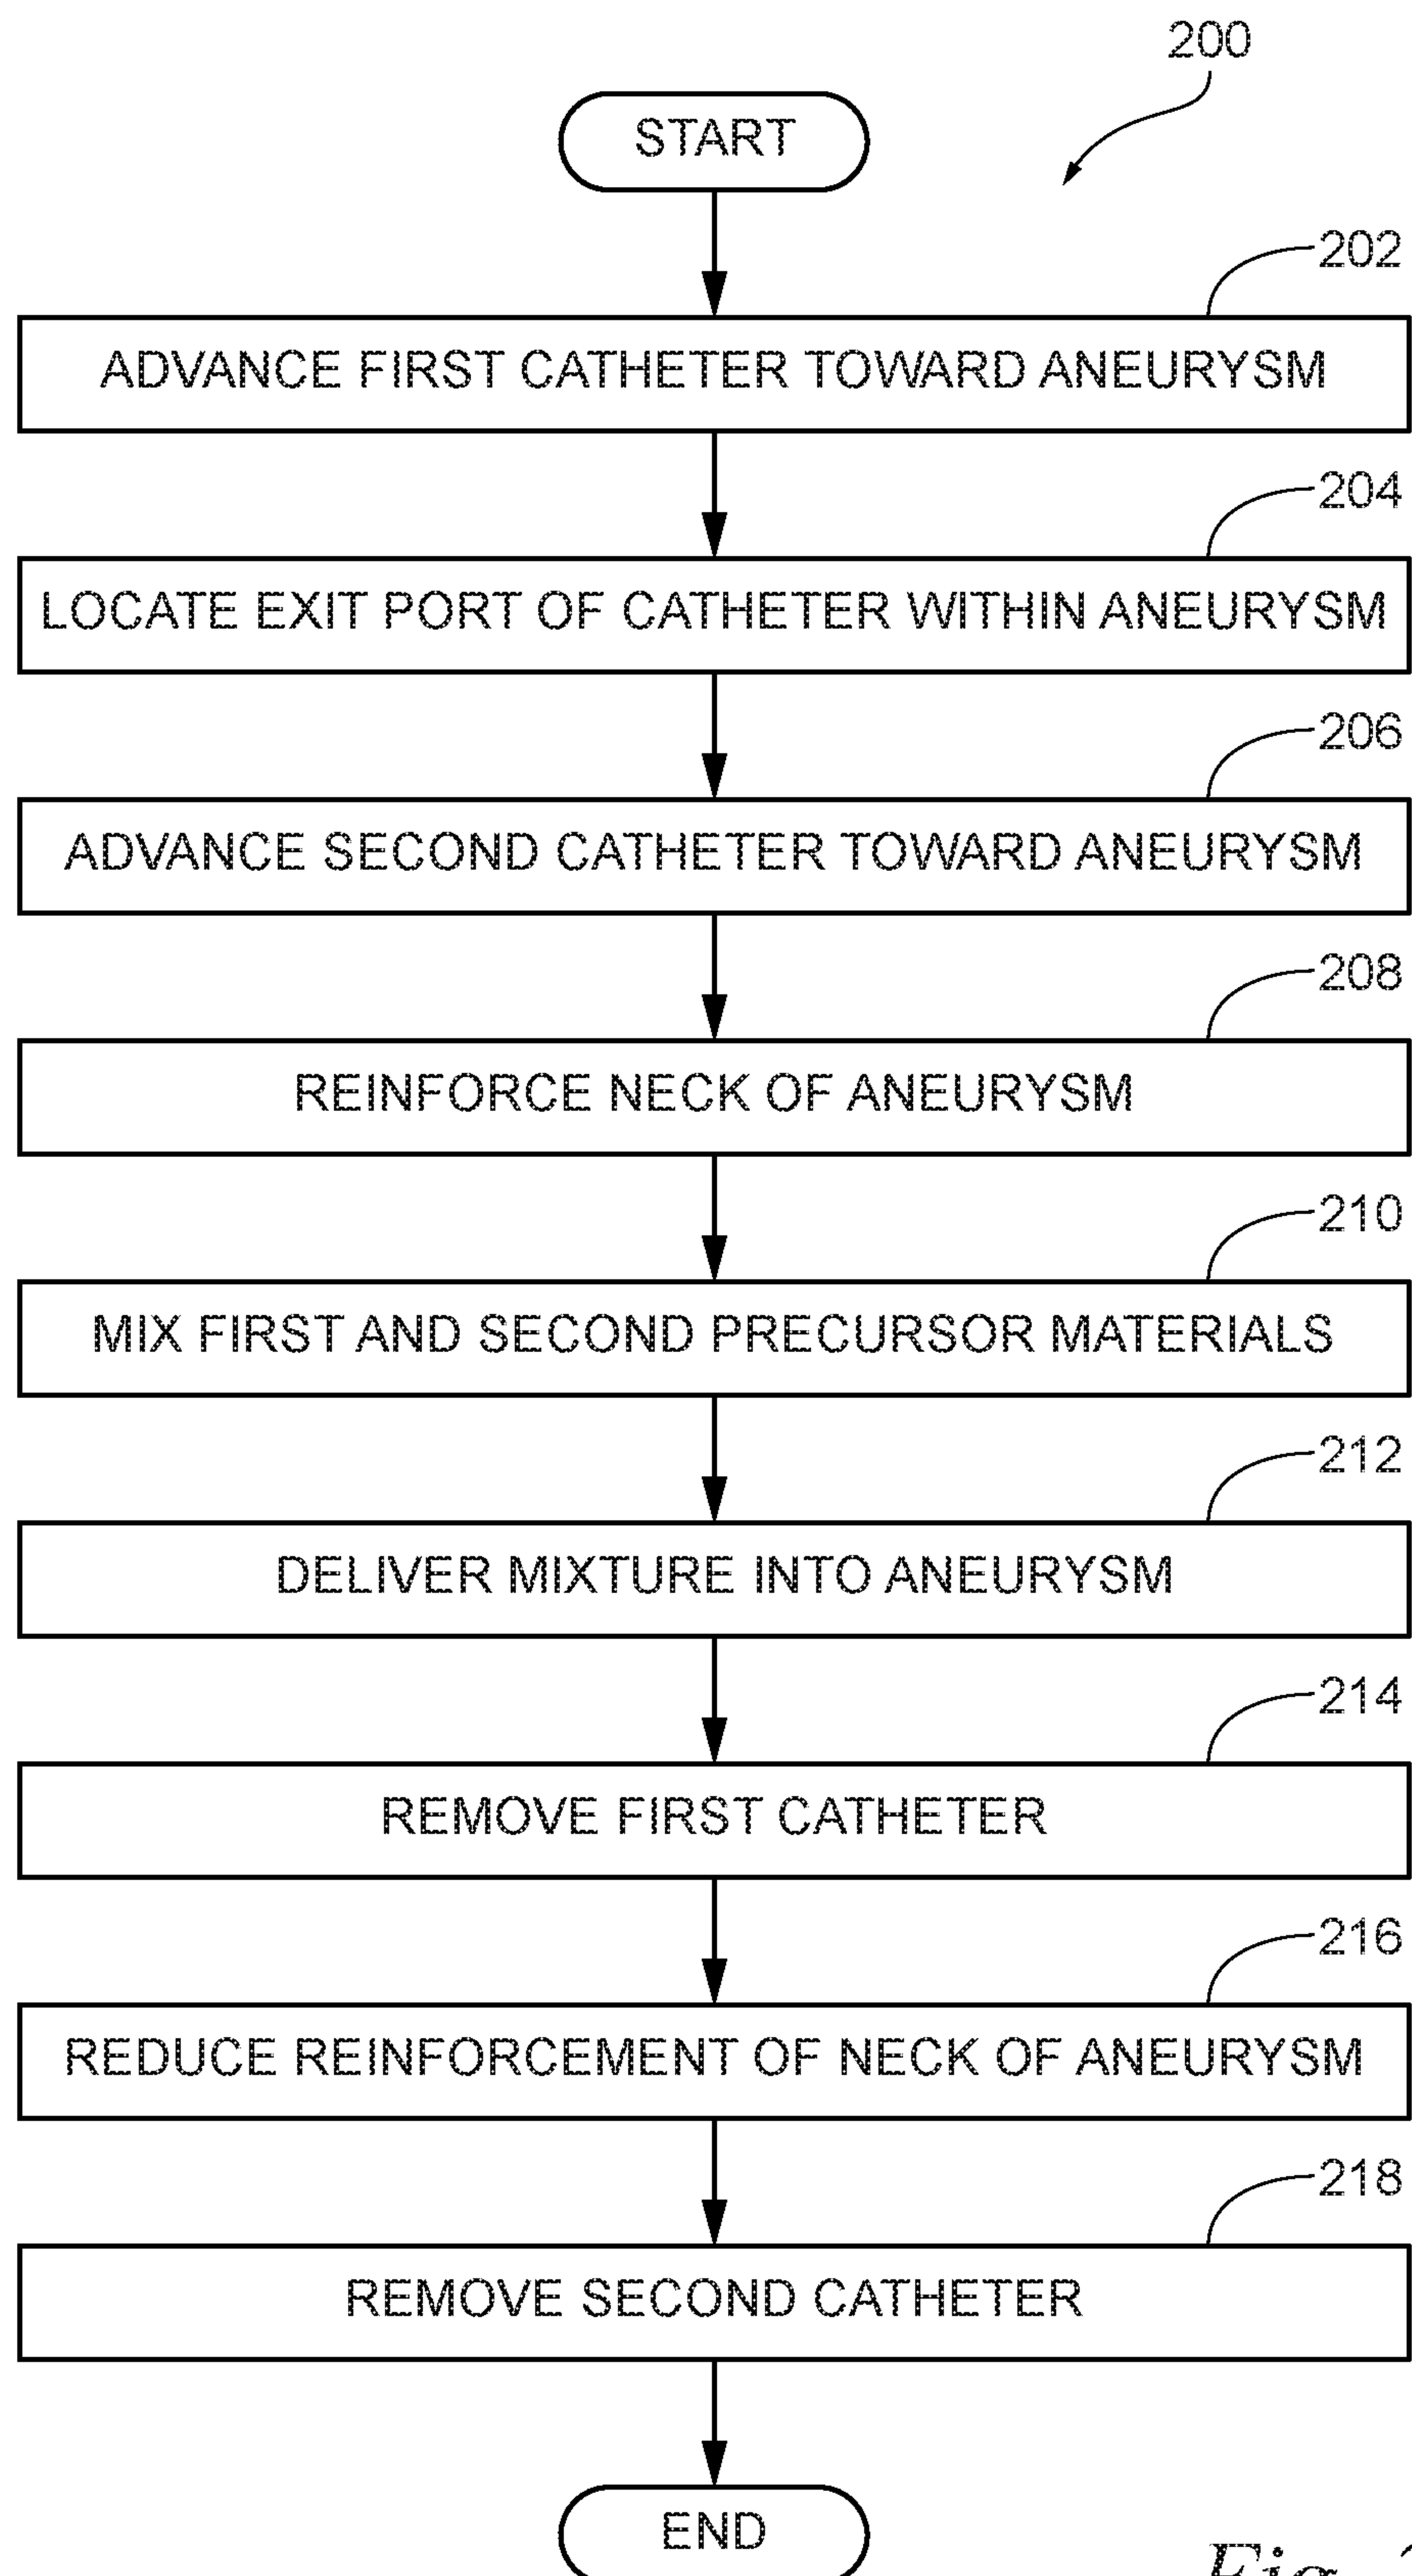 200
START
202
ADVANCE FIRST CATHETER TOWARD ANEURYSM
204
LOCATE EXIT PORT OF CATHETER WITHIN ANEURYSM
206
ADVANCE SECOND CATHETER TOWARD ANEURYSM
208
REINFORCE NECK OF ANEURYSM
210
MIX FIRST AND SECOND PRECURSOR MATERIALS
212
DELIVER MIXTURE INTO ANEURYSM
214
REMOVE FIRST CATHETER
216
REDUCE REINFORCEMENT OF NECK OF ANEURYSM
218
REMOVE SECOND CATHETER
END
Fig.